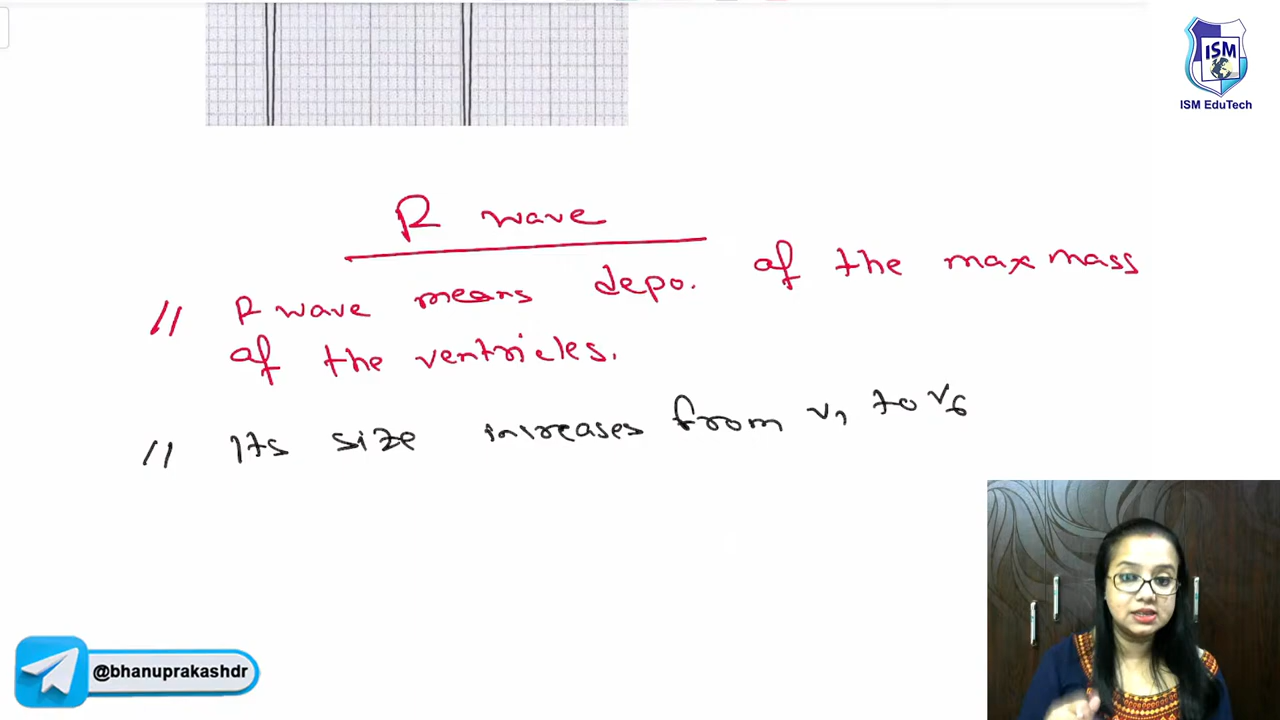 ISM
ISM EduTech
R wave
// R wave means depo. of the max mass
of the ventricles.
// Its size increases from V1 to V6
@bhanuprakashdr